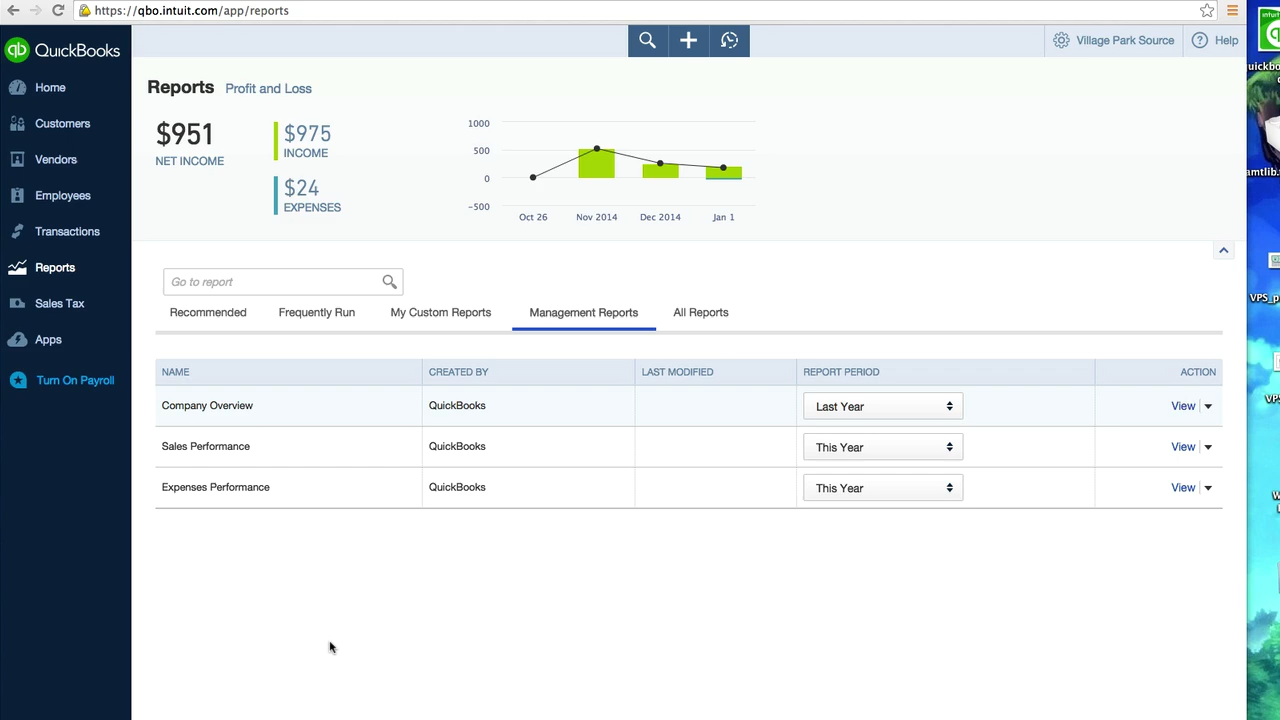 https://qbo.intuit.com/app/reports
qb QuickBooks
Village Park Source
Help
Home
Customers
Vendors
Employees
Transactions
Reports
Sales Tax
Apps
Turn On Payroll
Reports Profit and Loss
$951
NET INCOME
$975
INCOME
$24
EXPENSES
1000
500
0
-500
Oct 26 Nov 2014 Dec 2014 Jan 1
Go to report
Recommended Frequently Run My Custom Reports Management Reports All Reports
NAME CREATED BY LAST MODIFIED REPORT PERIOD ACTION
Company Overview QuickBooks Last Year View
Sales Performance QuickBooks This Year View
Expenses Performance QuickBooks This Year View
intuit